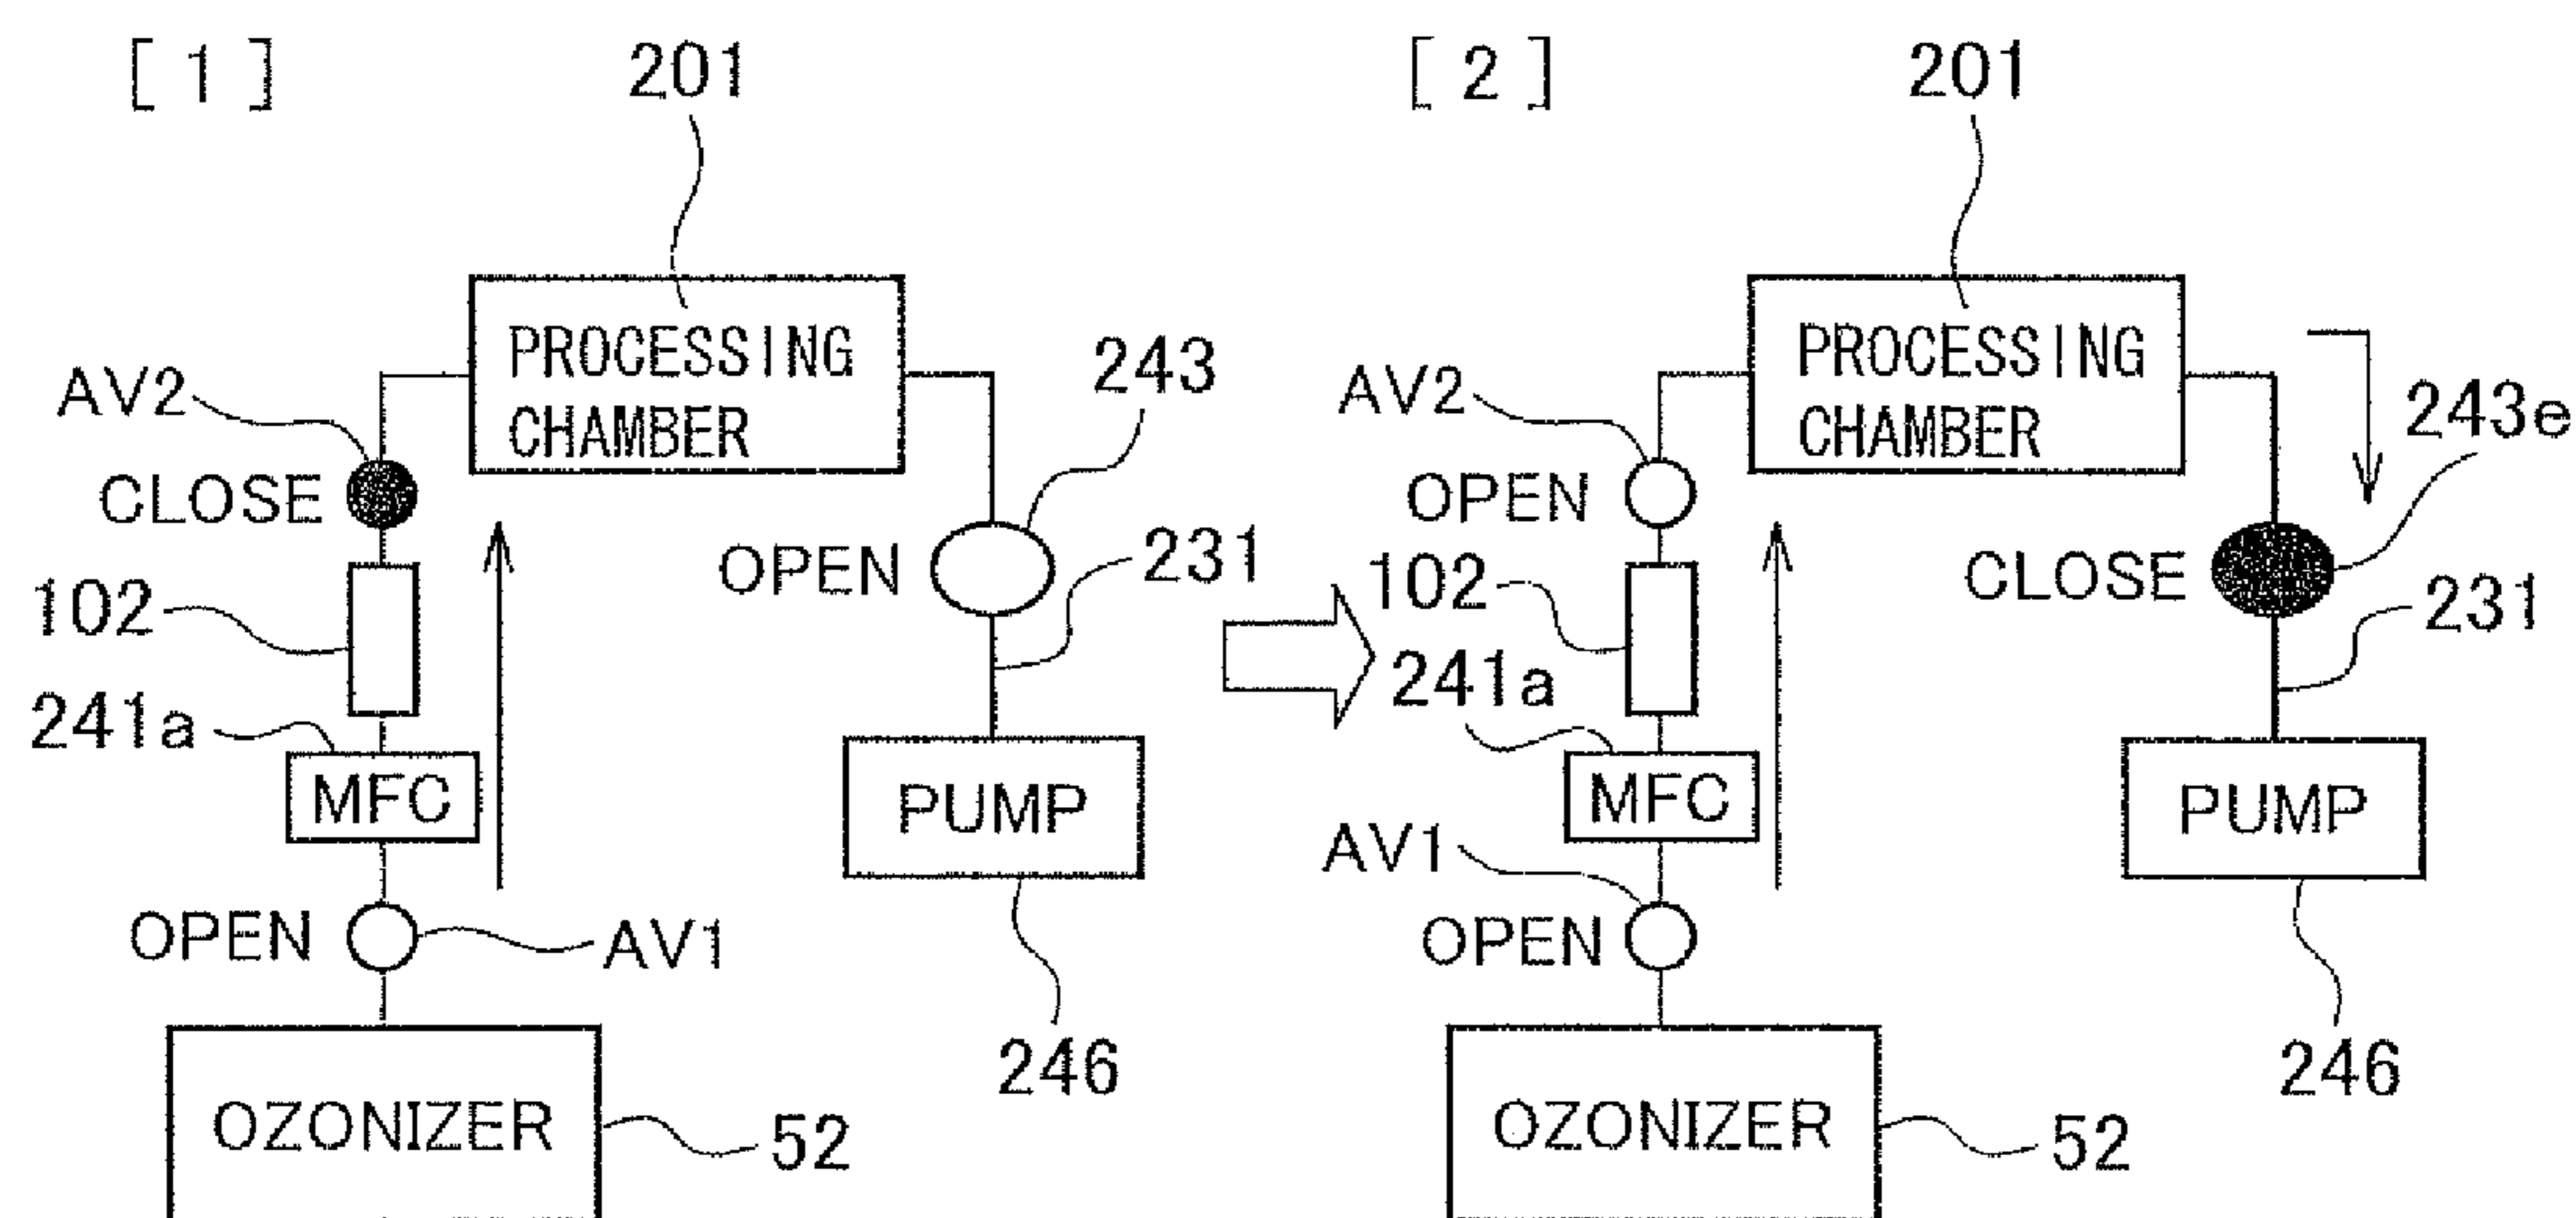 [ 1 ]
201
PROCESSING
CHAMBER
AV2
243
CLOSE
OPEN
231
102
241a
MFC
PUMP
OPEN
AV1
246
OZONIZER
52
[ 2 ]
201
PROCESSING
CHAMBER
AV2
243e
OPEN
CLOSE
102
231
241a
MFC
PUMP
AV1
OPEN
246
OZONIZER
52